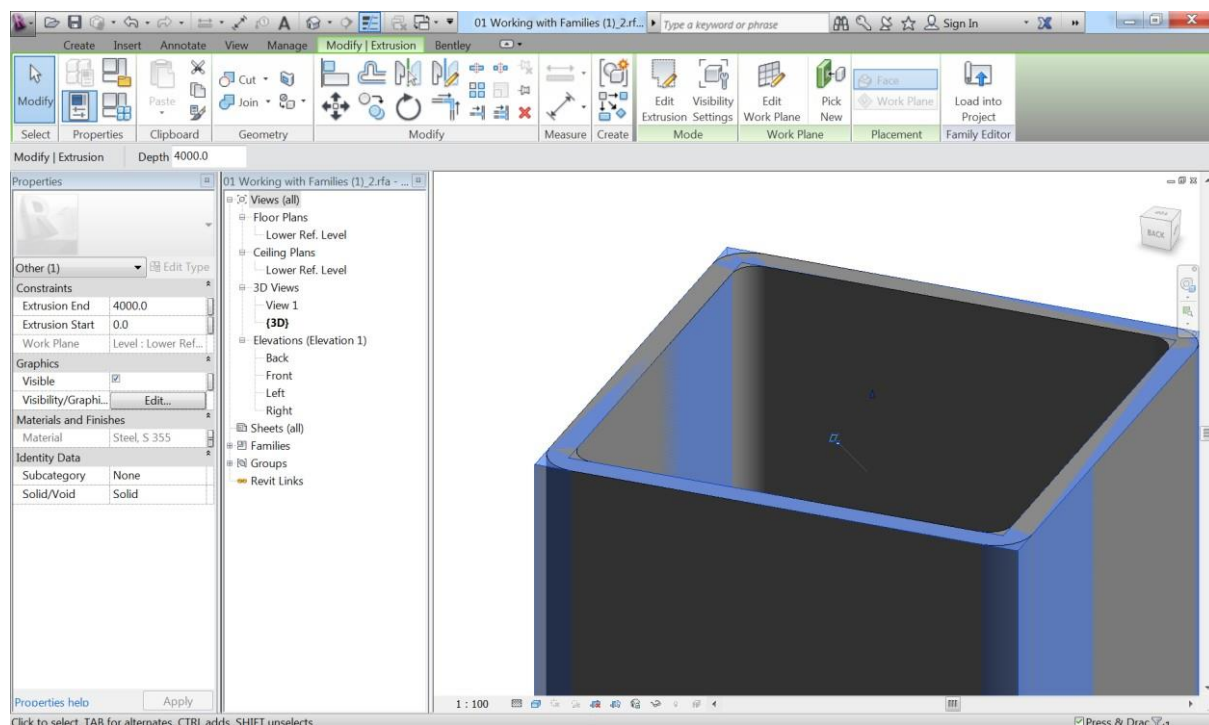 01 Working with Families (1)_2.rf... Type a keyword or phrase Sign In
Create Insert Annotate View Manage Modify | Extrusion Bentley
Modify Paste Cut Join Edit Extrusion Visibility Settings Edit Work Plane Pick New Face Work Plane Load into Project
Select Properties Clipboard Geometry Modify Measure Create Mode Work Plane Placement Family Editor
Modify | Extrusion Depth 4000.0
Properties
Other (1) Edit Type
Constraints
Extrusion End 4000.0
Extrusion Start 0.0
Work Plane Level : Lower Ref...
Graphics
Visible
Visibility/Graphi... Edit...
Materials and Finishes
Material Steel, S 355
Identity Data
Subcategory None
Solid/Void Solid
Properties help Apply
01 Working with Families (1)_2.rfa - ...
Views (all)
Floor Plans
Lower Ref. Level
Ceiling Plans
Lower Ref. Level
3D Views
View 1
{3D}
Elevations (Elevation 1)
Back
Front
Left
Right
Sheets (all)
Families
Groups
Revit Links
BACK
1 : 100
Click to select, TAB for alternates, CTRL adds, SHIFT unselects. Press & Drag